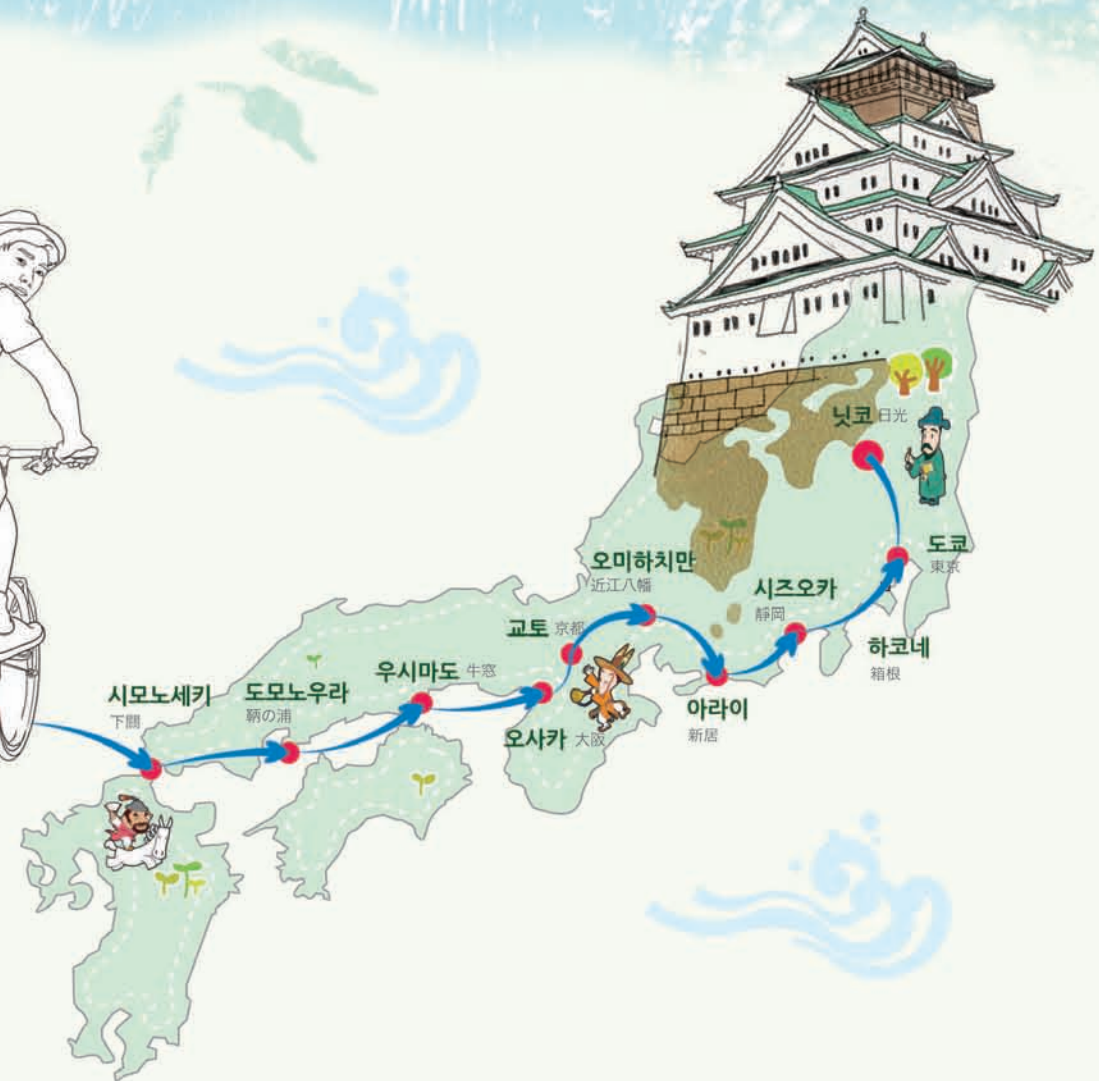 닛코 日光
도쿄
東京
오미하치만
近江八幡
시즈오카
靜岡
교토 京都
하코네
箱根
우시마도 牛窓
시모노세키
下關
도모노우라
鞆の浦
아라이
新居
오사카 大阪